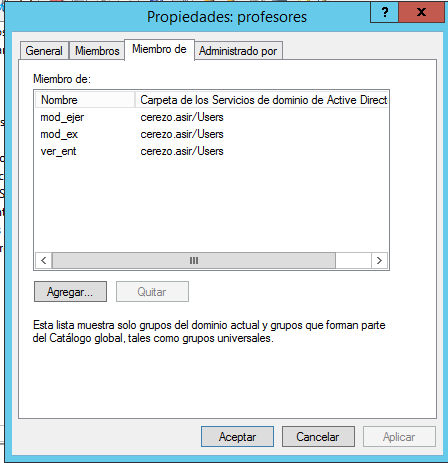 Propiedades: profesores
? x
General Miembros Miembro de Administrado por
Miembro de:
Nombre Carpeta de los Servicios de dominio de Active Direct
mod_ejer cerezo.asir/Users
mod_ex cerezo.asir/Users
ver_ent cerezo.asir/Users
Agregar... Quitar
Esta lista muestra solo grupos del dominio actual y grupos que forman parte
del Catálogo global, tales como grupos universales.
Aceptar Cancelar Aplicar